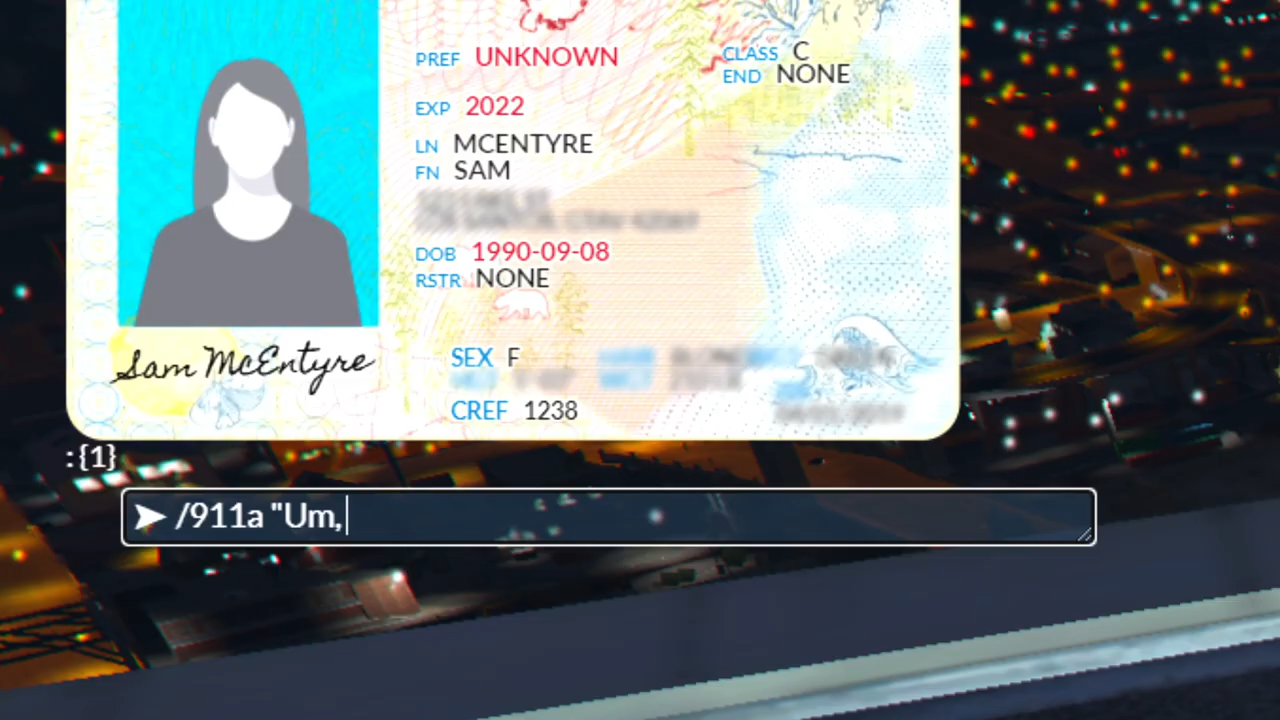 PREF UNKNOWN
CLASS C
END NONE
EXP 2022
LN MCENTYRE
FN SAM
DOB 1990-09-08
RSTR NONE
Sam McEntyre
SEX F
CREF 1238
:{1}
➤ /911a "Um,